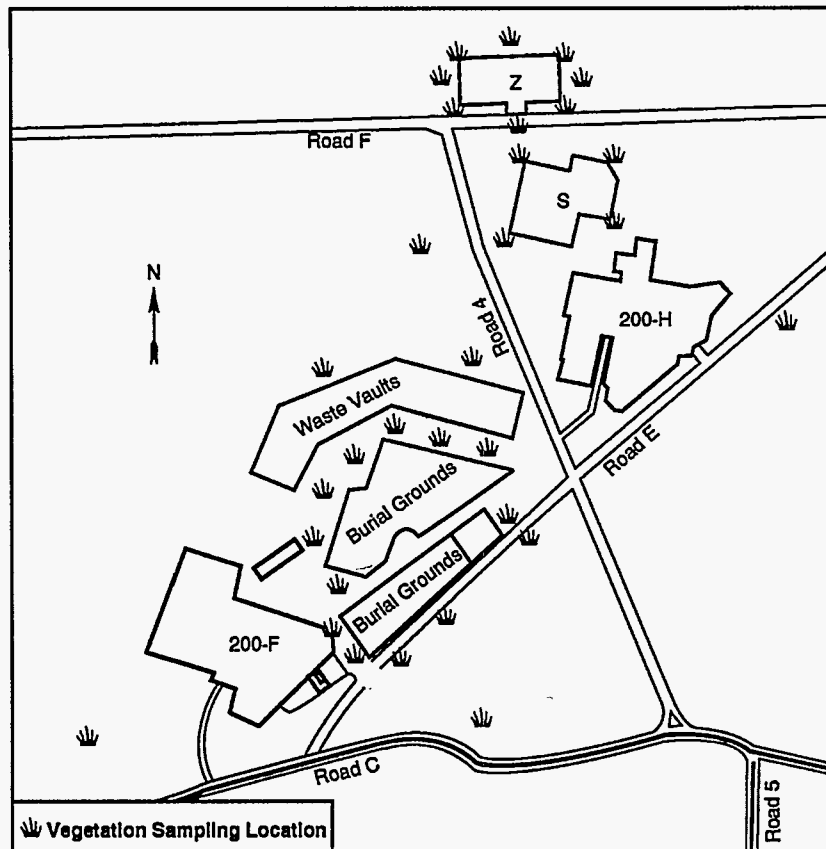 Z
Road F
S
N
Road 4
200-H
Waste Vaults
Road E
Burial Grounds
Burial Grounds
200-F
Road C
Road 5
Vegetation Sampling Location